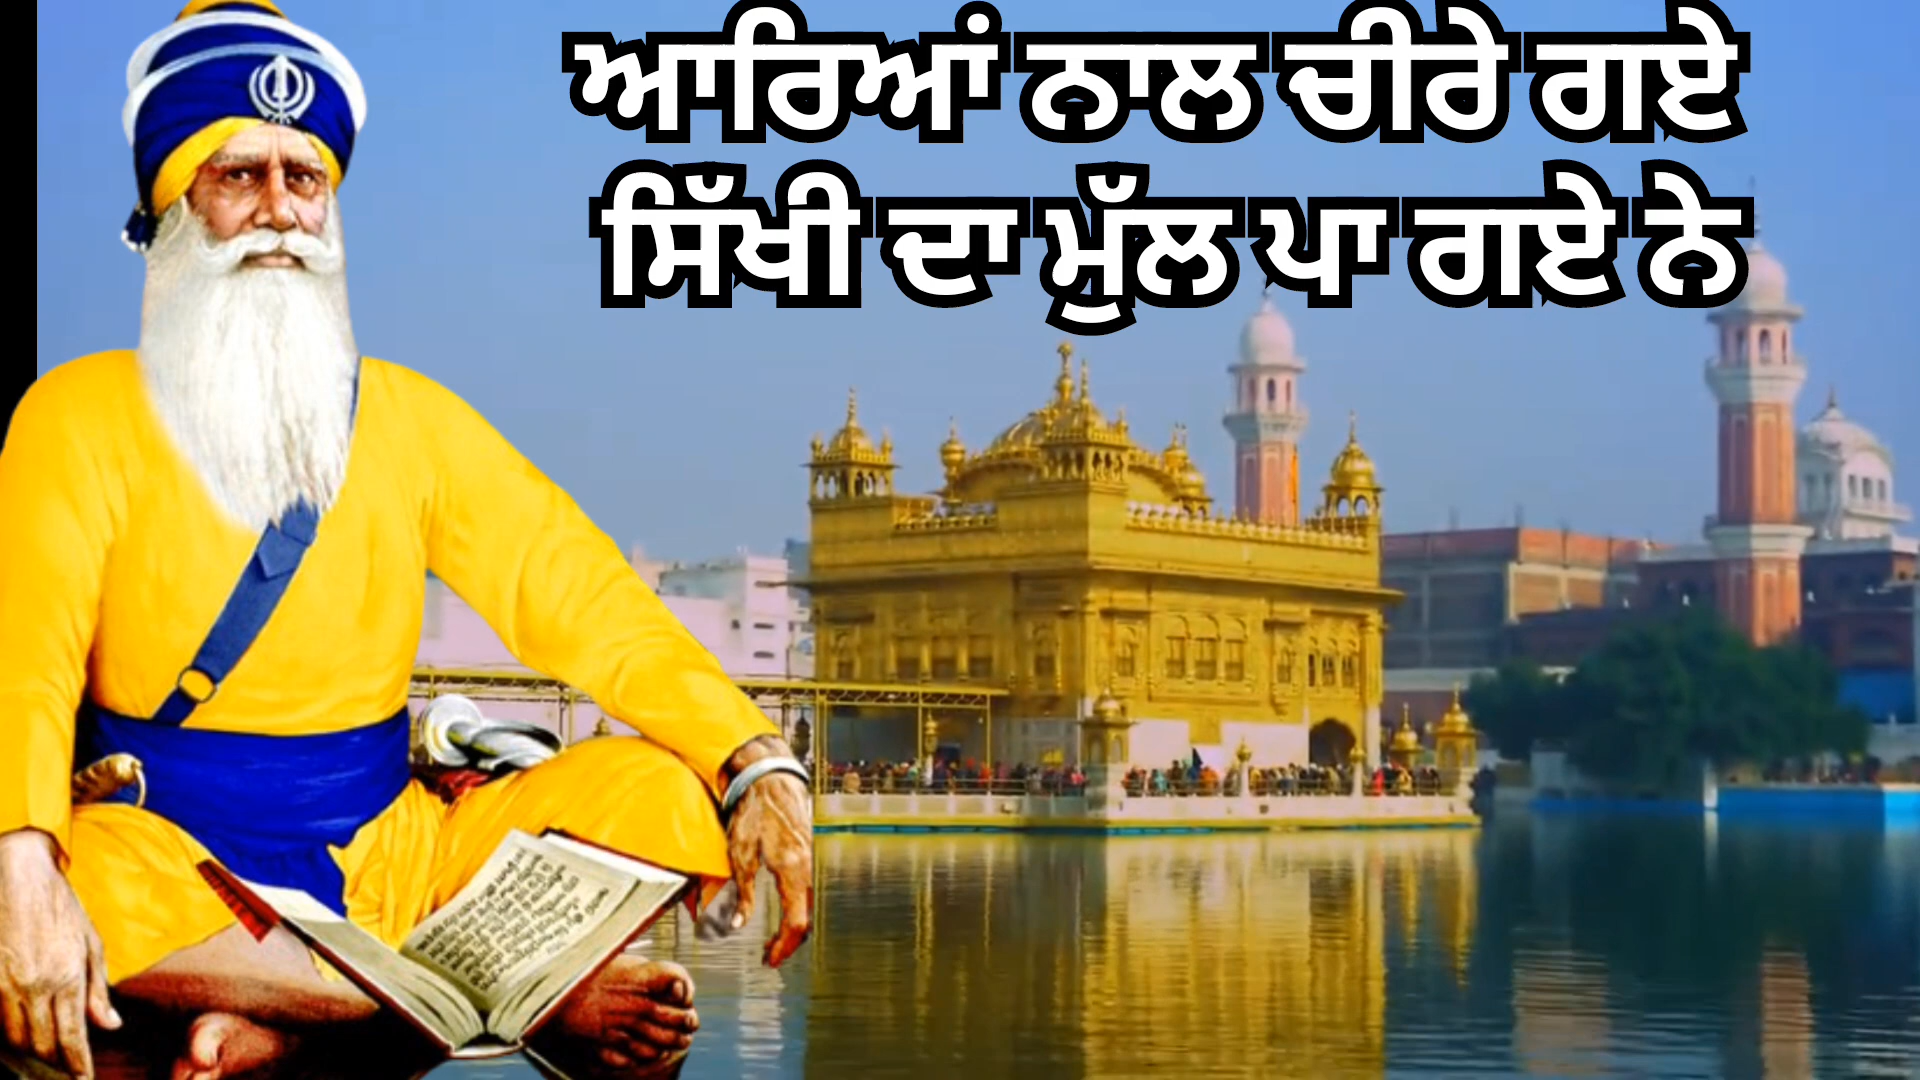 ਆਰਿਆਂ ਨਾਲ ਚੀਰੇ ਗਏ
ਸਿੱਖੀ ਦਾ ਮੁੱਲ ਪਾ ਗਏ ਨੇ